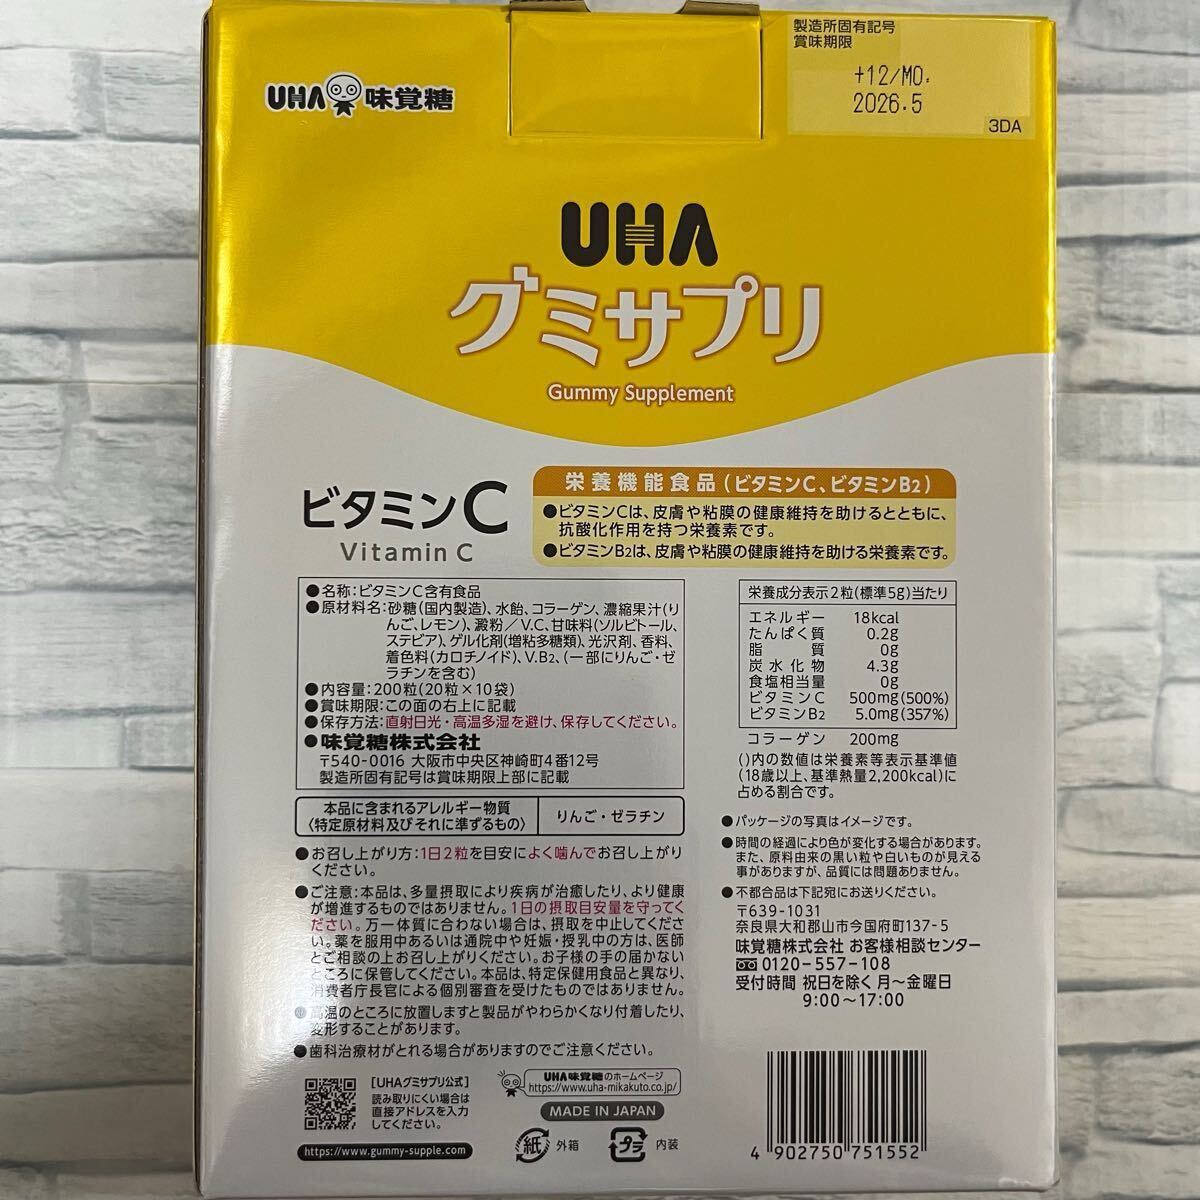 製造所固有記号
賞味期限
+12/MO.
2026.5
3DA
UHA味覚糖
UHA
グミサプリ
Gummy Supplement
ビタミンC
Vitamin C
栄養機能食品(ビタミンC、ビタミンB2)
●ビタミンCは、皮膚や粘膜の健康維持を助けるとともに、
抗酸化作用を持つ栄養素です。
●ビタミンB2は、皮膚や粘膜の健康維持を助ける栄養素です。
●名称:ビタミンC含有食品
●原材料名:砂糖(国内製造)、水飴、コラーゲン、濃縮果汁(り
んご、レモン)、澱粉/V.C、甘味料(ソルビトール、
ステビア)、ゲル化剤(増粘多糖類)、光沢剤、香料、
着色料(カロチノイド)、V.B2、(一部にりんご・ゼ
ラチンを含む)
●内容量:200粒(20粒×10袋)
●賞味期限:この面の右上に記載
●保存方法:直射日光・高温多湿を避け、保存してください。
●味覚糖株式会社
〒540-0016 大阪市中央区神崎町4番12号
製造所固有記号は賞味期限上部に記載
本品に含まれるアレルギー物質
〈特定原材料及びそれに準ずるもの〉
りんご・ゼラチン
●お召し上がり方:1日2粒を目安によく噛んでお召し上がり
ください。
●ご注意:本品は、多量摂取により疾病が治癒したり、より健康
が増進するものではありません。1日の摂取目安量を守ってく
ださい。万一体質に合わない場合は、摂取を中止してくださ
い。薬を服用中あるいは通院中や妊娠・授乳中の方は、医師
とご相談の上お召し上がりください。お子様の手の届かない
ところに保管してください。本品は、特定保健用食品と異なり、
消費者庁長官による個別審査を受けたものではありません。
●高温のところに放置しますと製品がやわらかくなり付着したり、
変形することがあります。
●歯科治療材がとれる場合がありますのでご注意ください。
[UHAグミサプリ公式]
読み取りにくい場合は
直接アドレスを入力
してください。
https://www.gummy-supple.com
UHA味覚糖のホームページ
https://www.uha-mikakuto.co.jp/
MADE IN JAPAN
紙 外箱
プラ 内装
栄養成分表示2粒(標準5g)当たり
エネルギー 18kcal
たんぱく質 0.2g
脂質 0g
炭水化物 4.3g
食塩相当量 0g
ビタミンC 500mg(500%)
ビタミンB2 5.0mg(357%)
コラーゲン 200mg
( )内の数値は栄養素等表示基準値
(18歳以上、基準熱量2,200kcal)に
占める割合です。
●パッケージの写真はイメージです。
●時間の経過により色が変化する場合があります。
また、原料由来の黒い粒や白いものが見える
事がありますが、品質には問題ありません。
●不都合品は下記宛にお送りください。
〒639-1031
奈良県大和郡山市今国府町137-5
味覚糖株式会社 お客様相談センター
0120-557-108
受付時間 祝日を除く 月〜金曜日
9:00〜17:00
4 902750 751552